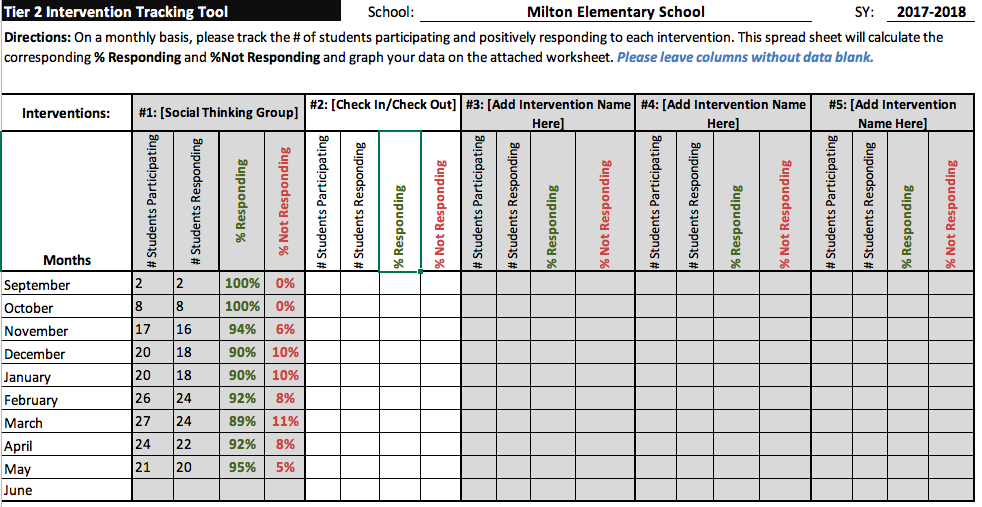 Tier 2 Intervention Tracking Tool School: Milton Elementary School SY: 2017-2018
Directions: On a monthly basis, please track the # of students participating and positively responding to each intervention. This spread sheet will calculate the
corresponding % Responding and %Not Responding and graph your data on the attached worksheet. Please leave columns without data blank.
Interventions: #1: [Social Thinking Group] #2: [Check In/Check Out] #3: [Add Intervention Name Here] #4: [Add Intervention Name Here] #5: [Add Intervention Name Here]
Months # Students Participating # Students Responding % Responding % Not Responding # Students Participating # Students Responding % Responding % Not Responding # Students Participating # Students Responding % Responding % Not Responding # Students Participating # Students Responding % Responding % Not Responding # Students Participating # Students Responding % Responding % Not Responding
September 2 2 100% 0%
October 8 8 100% 0%
November 17 16 94% 6%
December 20 18 90% 10%
January 20 18 90% 10%
February 26 24 92% 8%
March 27 24 89% 11%
April 24 22 92% 8%
May 21 20 95% 5%
June